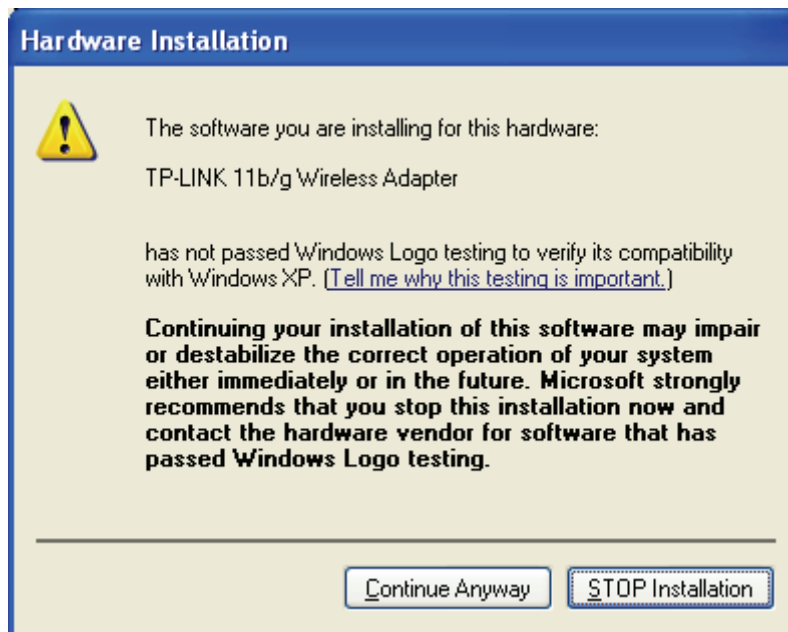 Hardware Installation
The software you are installing for this hardware:
TP-LINK 11b/g Wireless Adapter
has not passed Windows Logo testing to verify its compatibility
with Windows XP. (Tell me why this testing is important.)
Continuing your installation of this software may impair
or destabilize the correct operation of your system
either immediately or in the future. Microsoft strongly
recommends that you stop this installation now and
contact the hardware vendor for software that has
passed Windows Logo testing.
Continue Anyway
STOP Installation